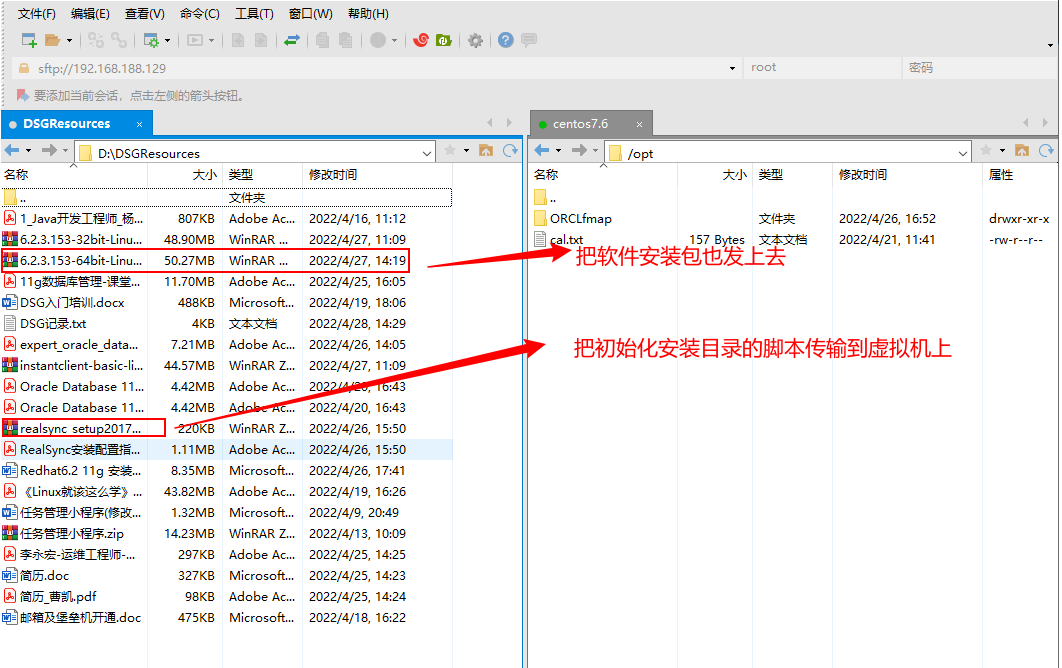 文件(F) 编辑(E) 查看(V) 命令(C) 工具(T) 窗口(W) 帮助(H)
sftp://192.168.188.129 root 密码
要添加当前会话，点击左侧的箭头按钮。
DSGResources ×
D:\DSGResources
名称 大小 类型 修改时间
.. 文件夹
1_Java开发工程师_杨... 807KB Adobe Ac... 2022/4/16, 11:12
6.2.3.153-32bit-Linu... 48.90MB WinRAR ... 2022/4/27, 11:09
6.2.3.153-64bit-Linu... 50.27MB WinRAR ... 2022/4/27, 14:19
11g数据库管理-课堂... 11.70MB Adobe Ac... 2022/4/25, 16:05
DSG入门培训.docx 488KB Microsoft... 2022/4/19, 18:06
DSG记录.txt 4KB 文本文档 2022/4/28, 14:29
expert_oracle_data... 7.21MB Adobe Ac... 2022/4/26, 14:05
instantclient-basic-li... 44.57MB WinRAR Z... 2022/4/27, 11:09
Oracle Database 11... 4.42MB Adobe Ac... 2022/4/20, 16:43
Oracle Database 11... 4.42MB Adobe Ac... 2022/4/20, 16:43
realsync_setup2017... 220KB WinRAR Z... 2022/4/26, 15:50
RealSync安装配置指... 1.11MB Adobe Ac... 2022/4/26, 15:50
Redhat6.2 11g 安装... 8.35MB Microsoft... 2022/4/26, 17:41
《Linux就该这么学》... 43.82MB Adobe Ac... 2022/4/19, 16:26
任务管理小程序(修改... 1.32MB Microsoft... 2022/4/9, 20:49
任务管理小程序.zip 14.23MB WinRAR Z... 2022/4/13, 10:09
李永宏-运维工程师-... 297KB Adobe Ac... 2022/4/25, 14:25
简历.doc 327KB Microsoft... 2022/4/25, 14:23
简历_曹凯.pdf 98KB Adobe Ac... 2022/4/25, 14:24
邮箱及堡垒机开通.doc 475KB Microsoft... 2022/4/18, 16:22
centos7.6 ×
/opt
名称 大小 类型 修改时间 属性
..
ORCLfmap 文件夹 2022/4/26, 16:52 drwxr-xr-x
cal.txt 157 Bytes 文本文档 2022/4/21, 11:41 -rw-r--r--
把软件安装包也发上去
把初始化安装目录的脚本传输到虚拟机上